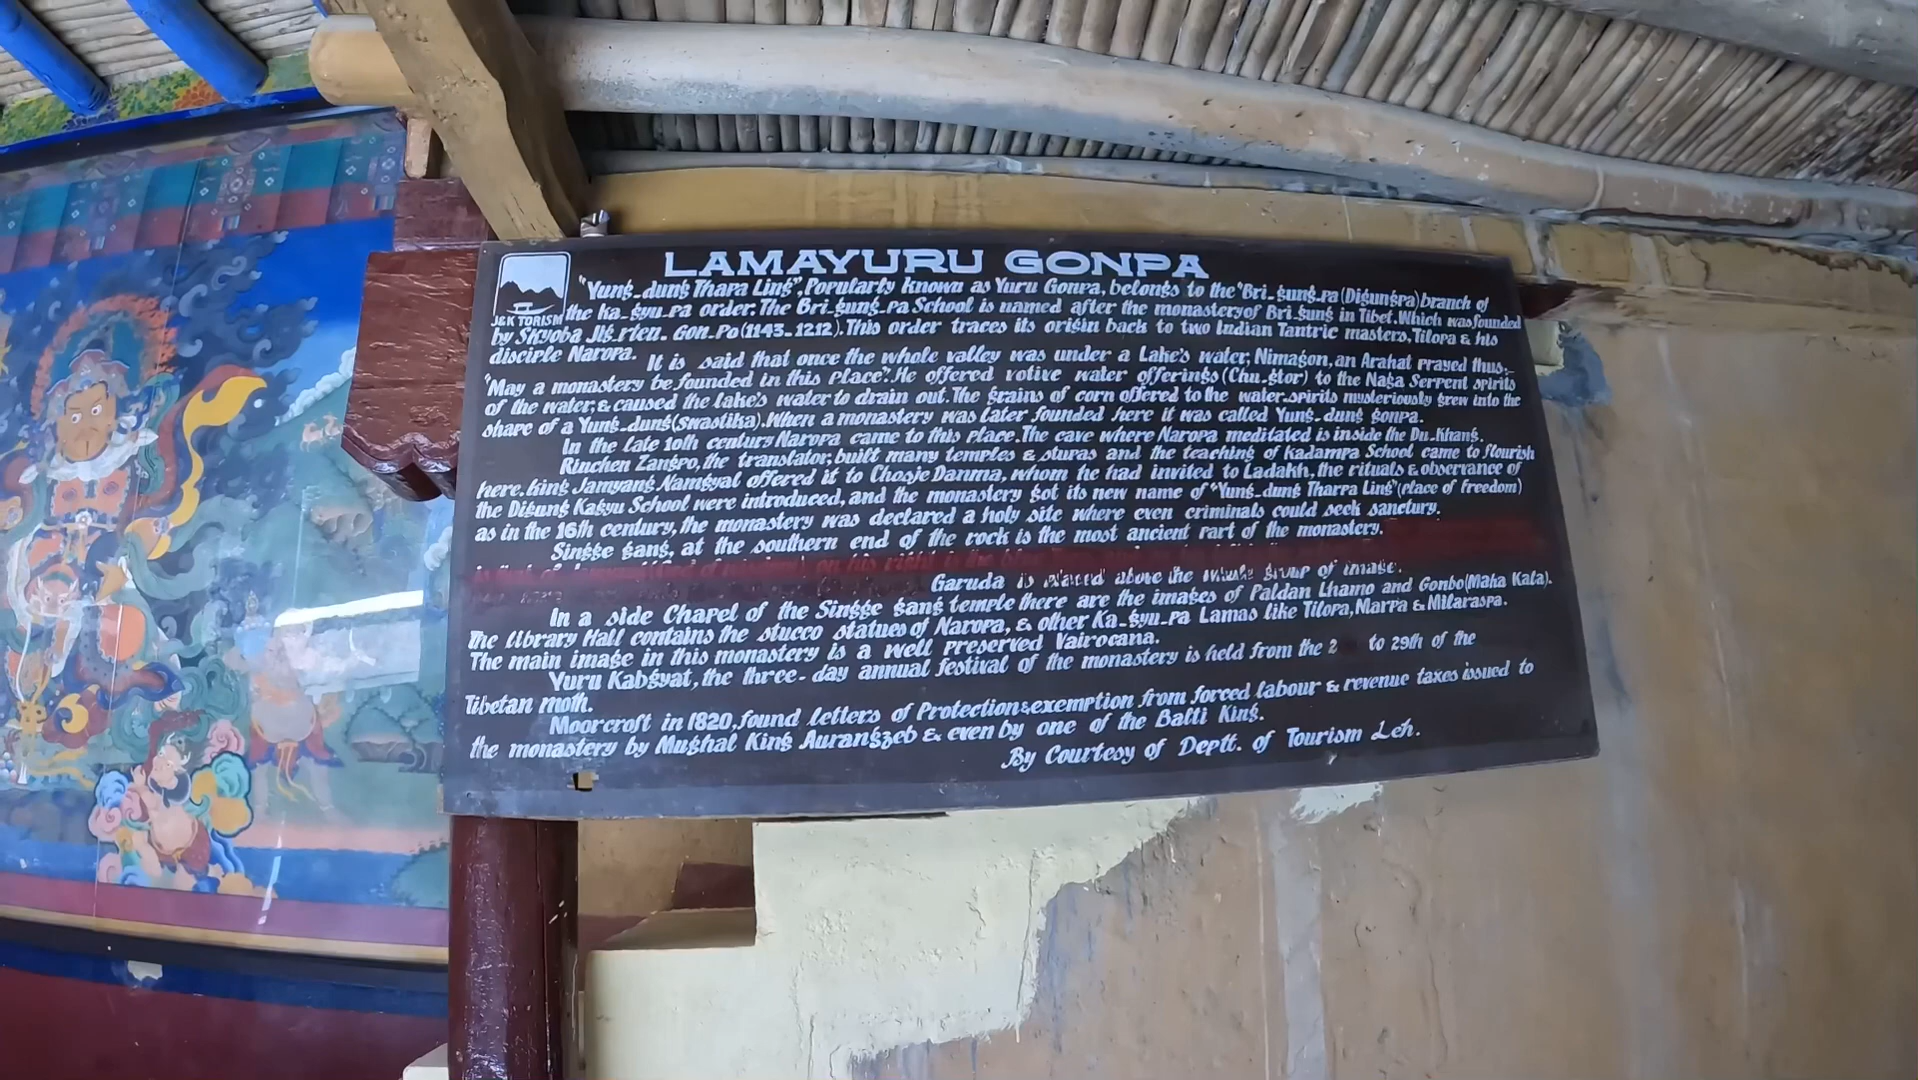 LAMAYURU GONPA
J&K TORISM
"Yung-dung Thapa Ling", Popularly known as Yuru Gonpa, belongs to the "Bri-gung-pa (Digungpa) branch of
the ka-gyu-pa order. The Bri-gung-pa School is named after the monastery of Bri-gung in Tibet. Which was founded
by Skyoba Jig-rten-Gon-Po (1143-1212). This order traces its origin back to two Indian Tantric masters, Tilopa & his
disciple Naropa.
It is said that once the whole valley was under a Lake's water; Nimagon, an Arahat prayed thus:-
"May a monastery be founded in this Place". He offered votive water offerings (Chu-gtor) to the Naga Serpent spirits
of the water, & caused the lake's water to drain out. The grains of corn offered to the water-spirits mysteriously grew into the
shape of a Yung-dung (swastika). When a monastery was later founded here it was called Yung-dung gonpa.
In the late 10th century Naropa came to this place. The cave where Naropa meditated is inside the Du-Khang.
Rinchen Zangpo, the translator, built many temples & stupas and the teaching of kadampa School came to flourish
here. king Jamyang Namgyal offered it to Chosje Danma, whom he had invited to Ladakh, the rituals & observance of
the Digung Kagyu School were introduced, and the monastery got its new name of "Yung-dung Tharpa Ling" (place of freedom)
as in the 16th century, the monastery was declared a holy site where even criminals could seek sanctury.
Singge gang, at the southern end of the rock is the most ancient part of the monastery.
on his right is the
Garuda is placed above the whole group of image.
In a side Chapel of the Singge gang temple there are the images of Paldan Lhamo and Gonbo (Maha Kala).
The Library Hall contains the stucco statues of Naropa, & other Ka-gyu-pa Lamas like Tilopa, Marpa & Milaraspa.
The main image in this monastery is a well preserved Vairocana.
Yuru Kabgyat, the three-day annual festival of the monastery is held from the 2 to 29th of the
Tibetan moth.
Moorcroft in 1820, found letters of Protection & exemption from forced labour & revenue taxes issued to
the monastery by Mughal King Aurangzeb & even by one of the Balti King.
By Courtesy of Deptt. of Tourism Leh.